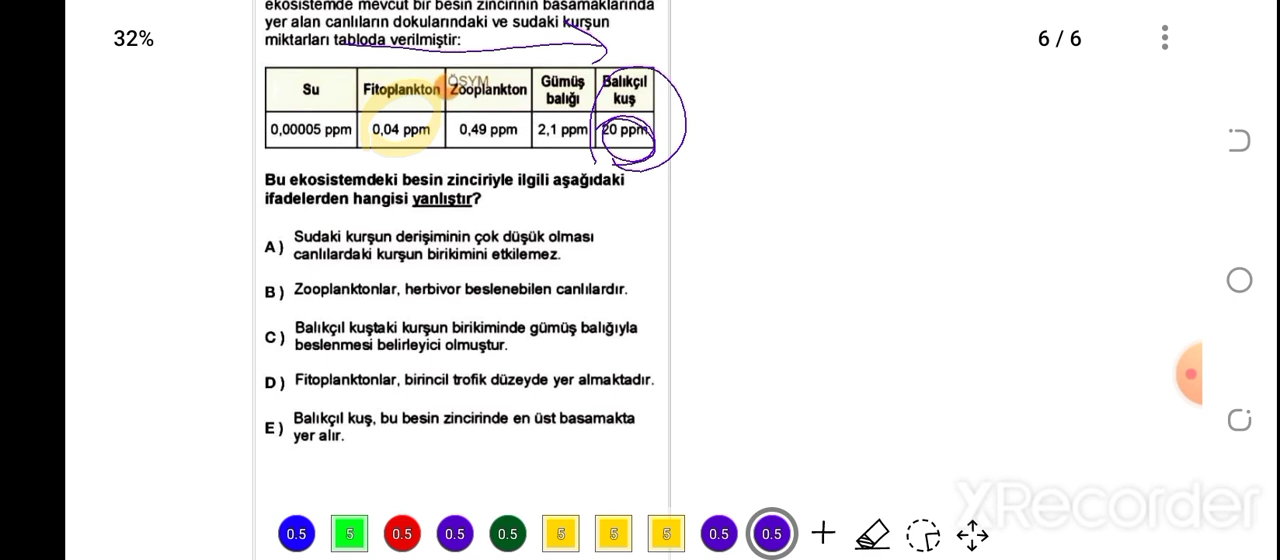 ekosistemde mevcut bir besin zincirinin basamaklarında
32%
yer alan canlıların dokularındaki ve sudaki kurşun
miktarları tabloda verilmiştir:
6 / 6
Su Fitoplankton Zooplankton Gümüş balığı Balıkçıl kuş
ÖSYM
0,00005 ppm 0,04 ppm 0,49 ppm 2,1 ppm 20 ppm
Bu ekosistemdeki besin zinciriyle ilgili aşağıdaki
ifadelerden hangisi yanlıştır?
A) Sudaki kurşun derişiminin çok düşük olması
canlılardaki kurşun birikimini etkilemez.
B) Zooplanktonlar, herbivor beslenebilen canlılardır.
C) Balıkçıl kuştaki kurşun birikiminde gümüş balığıyla
beslenmesi belirleyici olmuştur.
D) Fitoplanktonlar, birincil trofik düzeyde yer almaktadır.
E) Balıkçıl kuş, bu besin zincirinde en üst basamakta
yer alır.
XRecorder
0.5 5 0.5 0.5 0.5 5 5 5 0.5 0.5